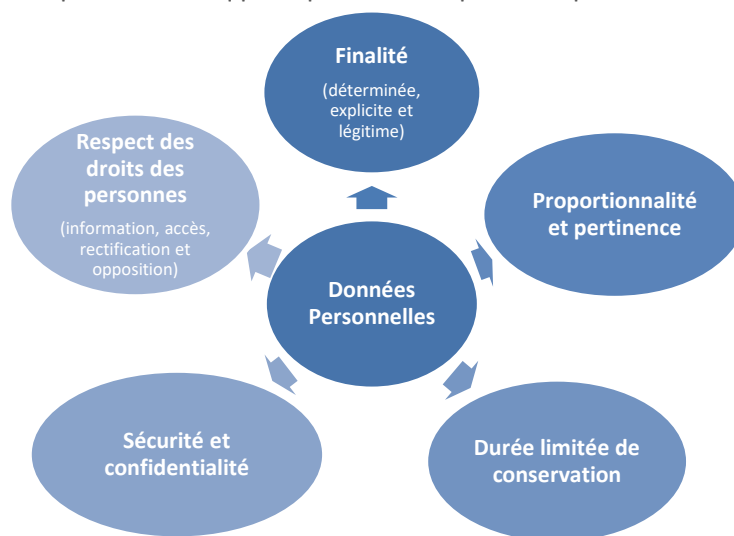 Finalité
(déterminée,
explicite et
légitime)
Proportionnalité
et pertinence
Durée limitée de
conservation
Sécurité et
confidentialité
Respect des
droits des
personnes
(information, accès,
rectification et
opposition)
Données
Personnelles